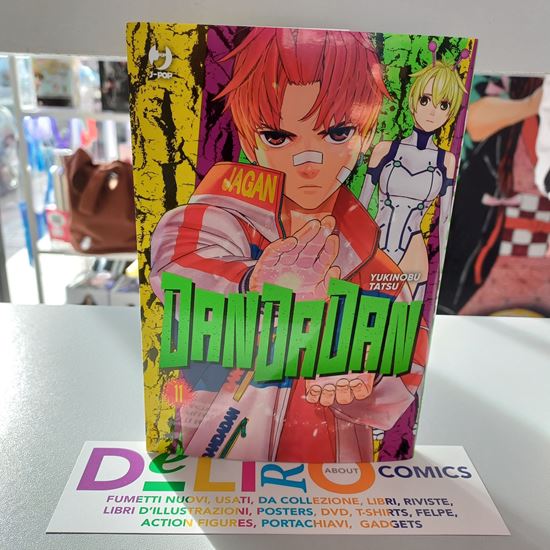 J-POP
JAGAN
YUKINOBU
TATSU
DANDADAN
11
DANDADAN
DeLiRO ABOUT COMICS
FUMETTI NUOVI, USATI, DA COLLEZIONE, LIBRI, RIVISTE,
LIBRI D'ILLUSTRAZIONI, POSTERS, DVD, T-SHIRTS, FELPE,
ACTION FIGURES, PORTACHIAVI, GADGETS